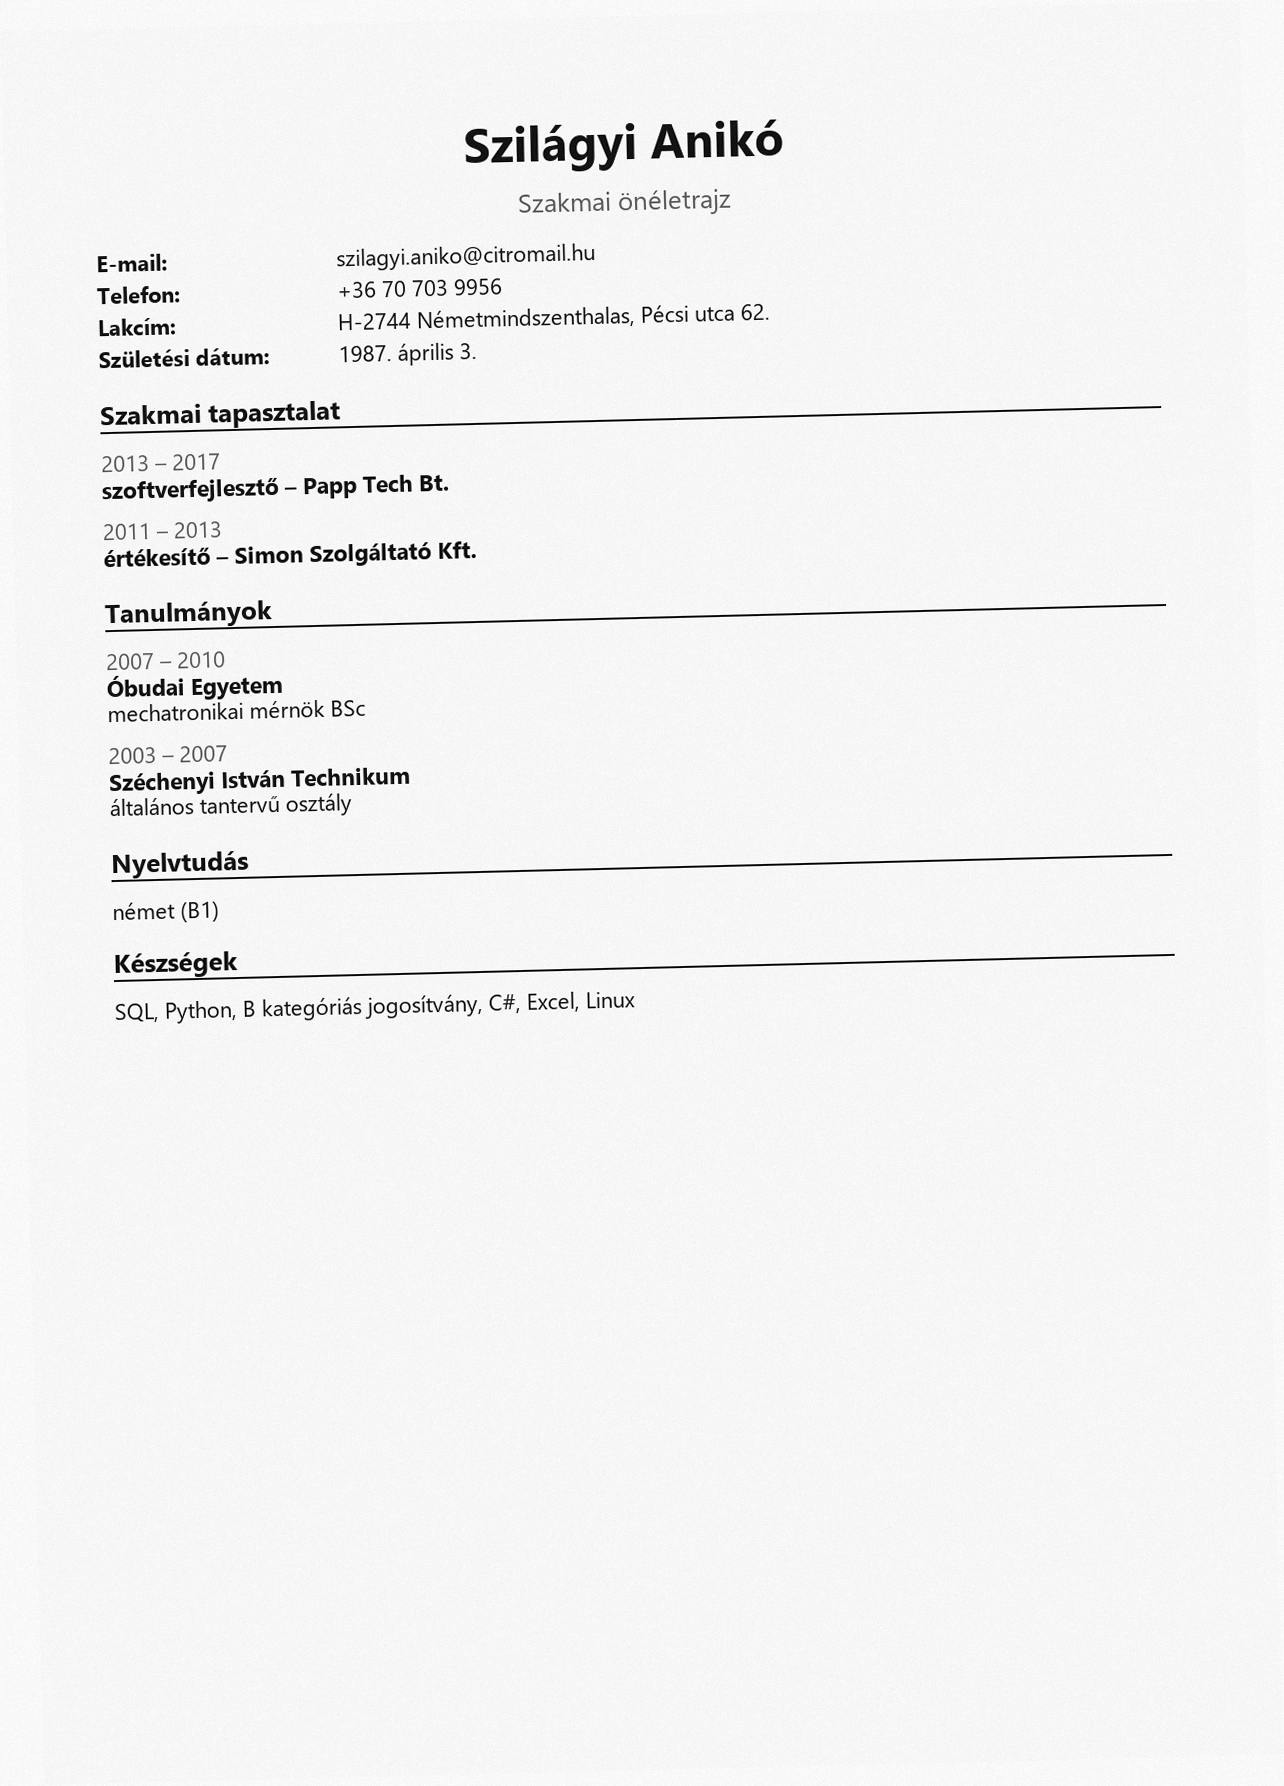 Szilágyi Anikó
Szakmai önéletrajz
E-mail: szilagyi.aniko@citromail.hu
Telefon: +36 70 703 9956
Lakcím: H-2744 Németmindszenthalas, Pécsi utca 62.
Születési dátum: 1987. április 3.
Szakmai tapasztalat
2013 – 2017
szoftverfejlesztő – Papp Tech Bt.
2011 – 2013
értékesítő – Simon Szolgáltató Kft.
Tanulmányok
2007 – 2010
Óbudai Egyetem
mechatronikai mérnök BSc
2003 – 2007
Széchenyi István Technikum
általános tantervű osztály
Nyelvtudás
német (B1)
Készségek
SQL, Python, B kategóriás jogosítvány, C#, Excel, Linux